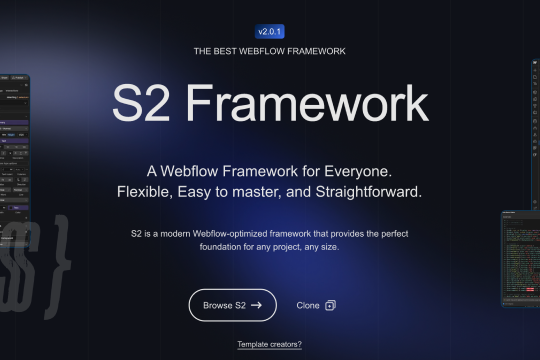 v2.0.1
THE BEST WEBFLOW FRAMEWORK
S2 Framework
A Webflow Framework for Everyone.
Flexible, Easy to master, and Straightforward.
S2 is a modern Webflow-optimized framework that provides the perfect
foundation for any project, any size.
Browse S2
Clone
Template creators?